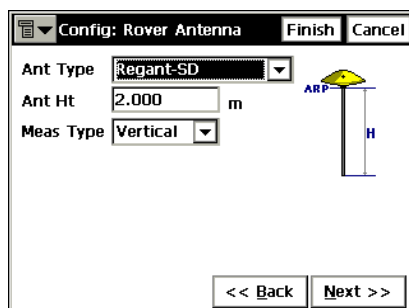 Config: Rover Antenna Finish Cancel
Ant Type Regant-SD
Ant Ht 2.000 m
Meas Type Vertical
ARP
H
<< Back Next >>